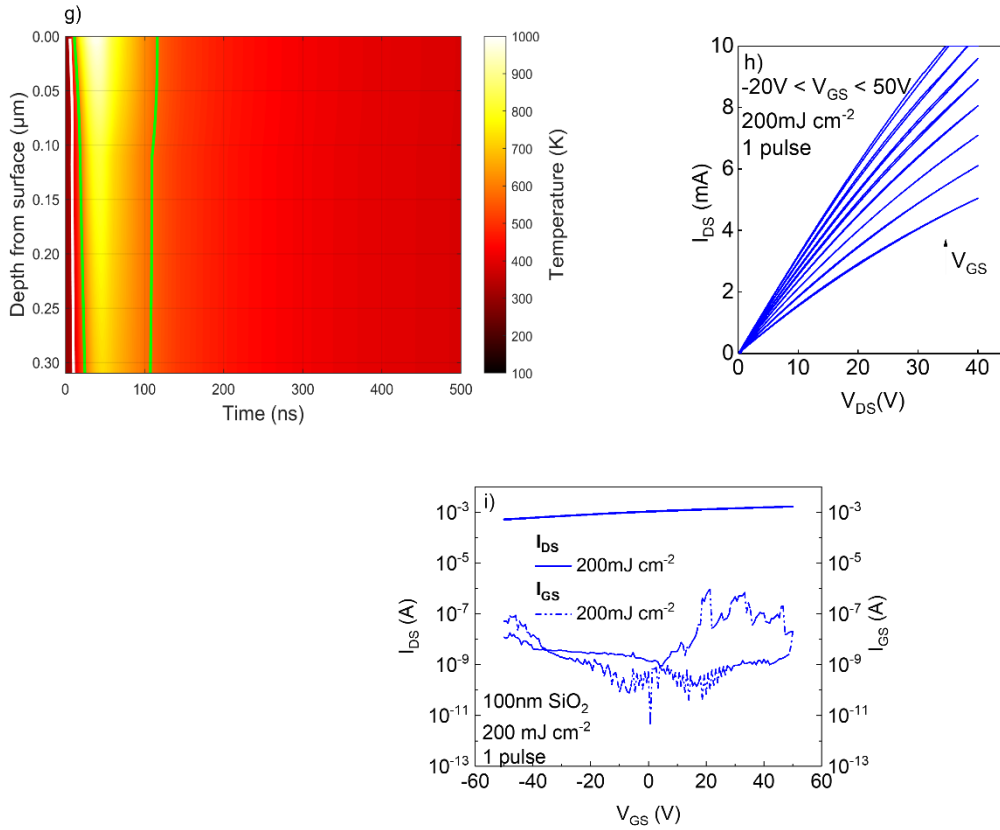 g)
0.00
0.05
0.10
0.15
0.20
0.25
0.30
Depth from surface (µm)
0
100
200
300
400
500
Time (ns)
1000
900
800
700
600
500
400
300
200
100
Temperature (K)
h)
-20V < V_GS < 50V
200mJ cm⁻²
1 pulse
10
8
6
4
2
0
I_DS (mA)
V_GS
0
10
20
30
40
V_DS(V)
i)
10⁻³
10⁻⁵
10⁻⁷
10⁻⁹
10⁻¹¹
10⁻¹³
I_DS (A)
I_DS
200mJ cm⁻²
I_GS
200mJ cm⁻²
100nm SiO₂
200 mJ cm⁻²
1 pulse
10⁻³
10⁻⁵
10⁻⁷
10⁻⁹
10⁻¹¹
10⁻¹³
I_GS (A)
-60
-40
-20
0
20
40
60
V_GS (V)